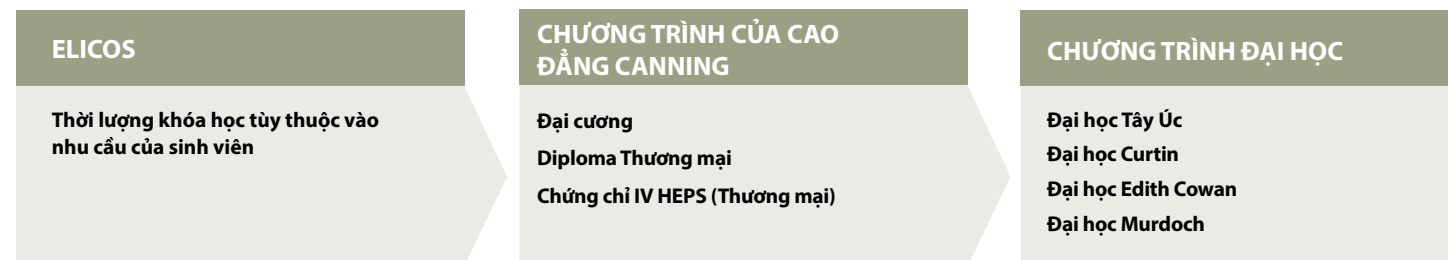 ELICOS
Thời lượng khóa học tùy thuộc vào
nhu cầu của sinh viên
CHƯƠNG TRÌNH CỦA CAO
ĐẲNG CANNING
Đại cương
Diploma Thương mại
Chứng chỉ IV HEPS (Thương mại)
CHƯƠNG TRÌNH ĐẠI HỌC
Đại học Tây Úc
Đại học Curtin
Đại học Edith Cowan
Đại học Murdoch